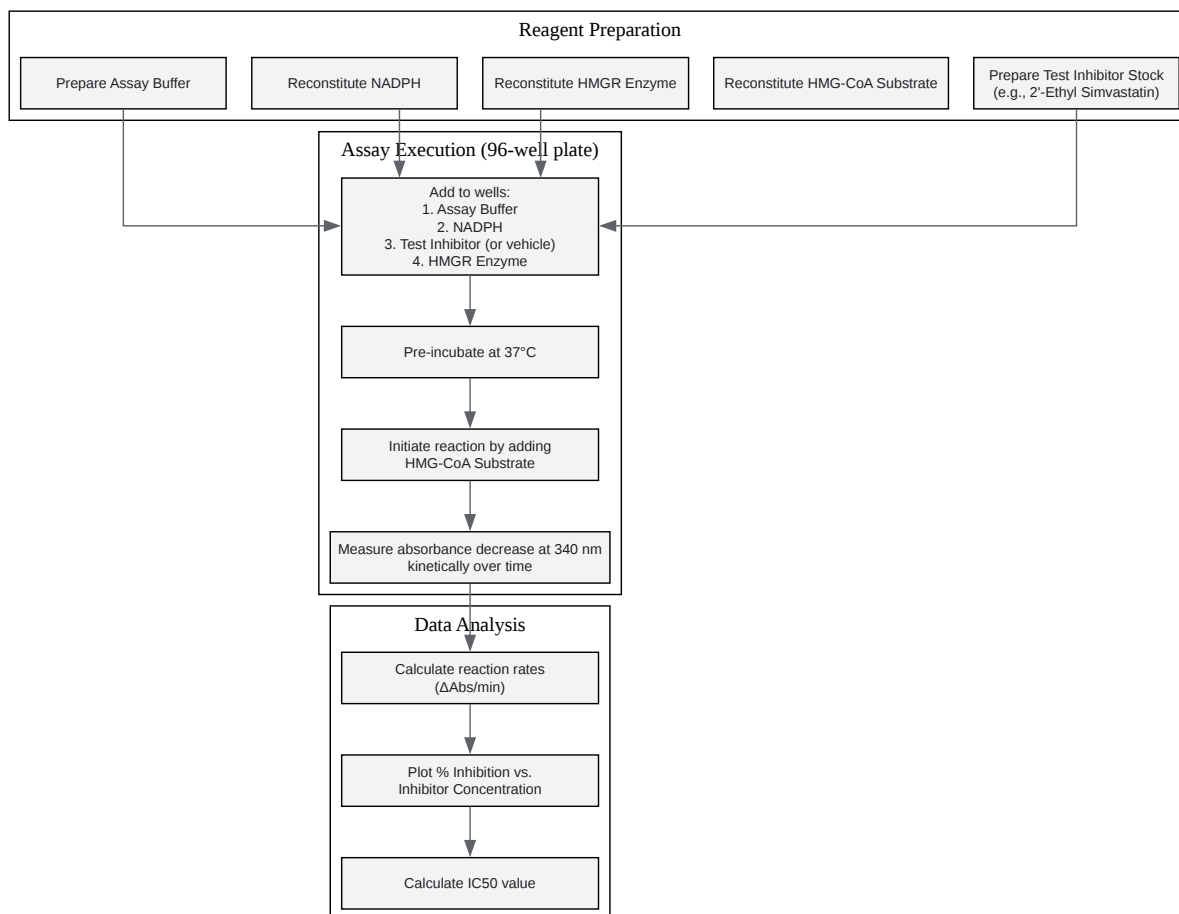 Reagent Preparation
Prepare Assay Buffer
Reconstitute NADPH
Reconstitute HMGR Enzyme
Reconstitute HMG-CoA Substrate
Prepare Test Inhibitor Stock
(e.g., 2'-Ethyl Simvastatin)
Assay Execution (96-well plate)
Add to wells:
1. Assay Buffer
2. NADPH
3. Test Inhibitor (or vehicle)
4. HMGR Enzyme
Pre-incubate at 37°C
Initiate reaction by adding
HMG-CoA Substrate
Measure absorbance decrease at 340 nm
kinetically over time
Data Analysis
Calculate reaction rates
(ΔAbs/min)
Plot % Inhibition vs.
Inhibitor Concentration
Calculate IC50 value